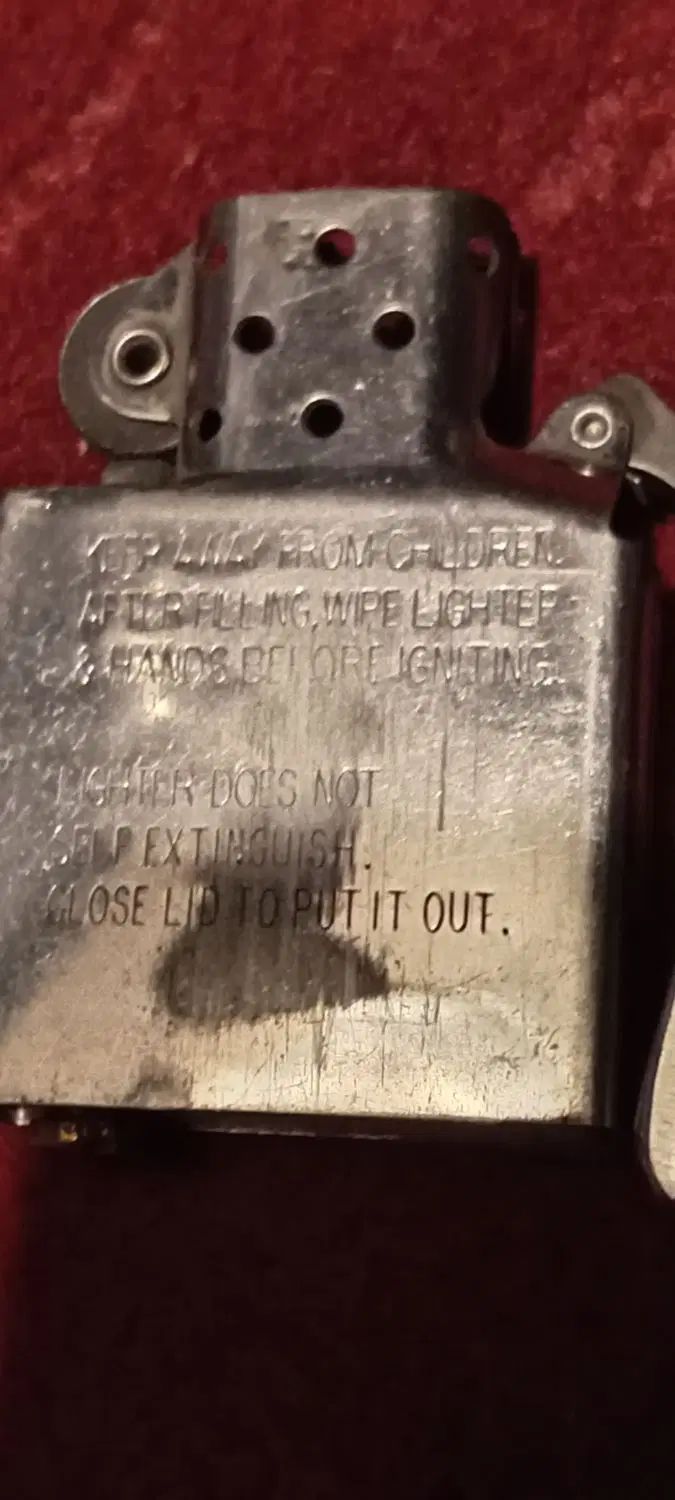 KEEP AWAY FROM CHILDREN.
AFTER FILLING, WIPE LIGHTER
& HANDS BEFORE IGNITING.
LIGHTER DOES NOT
SELF EXTINGUISH.
CLOSE LID TO PUT IT OUT.